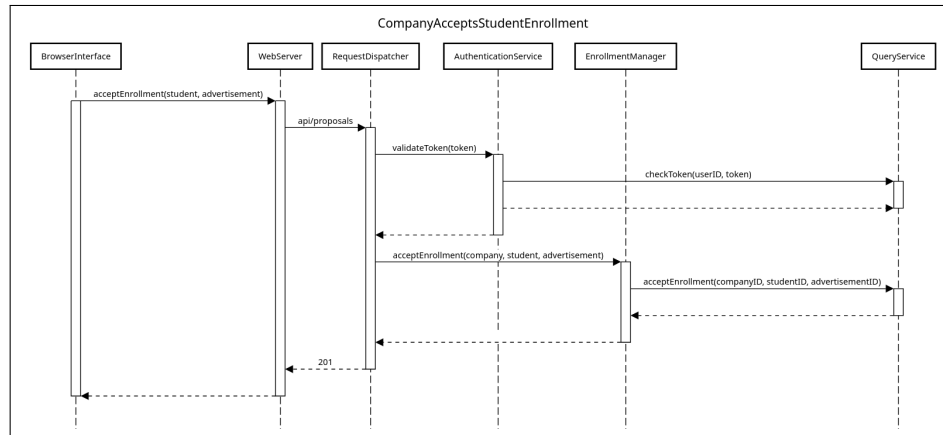 CompanyAcceptsStudentEnrollment
BrowserInterface
WebServer
RequestDispatcher
AuthenticationService
EnrollmentManager
QueryService
acceptEnrollment(student, advertisement)
api/proposals
validateToken(token)
checkToken(userID, token)
acceptEnrollment(company, student, advertisement)
acceptEnrollment(companyID, studentID, advertisementID)
201